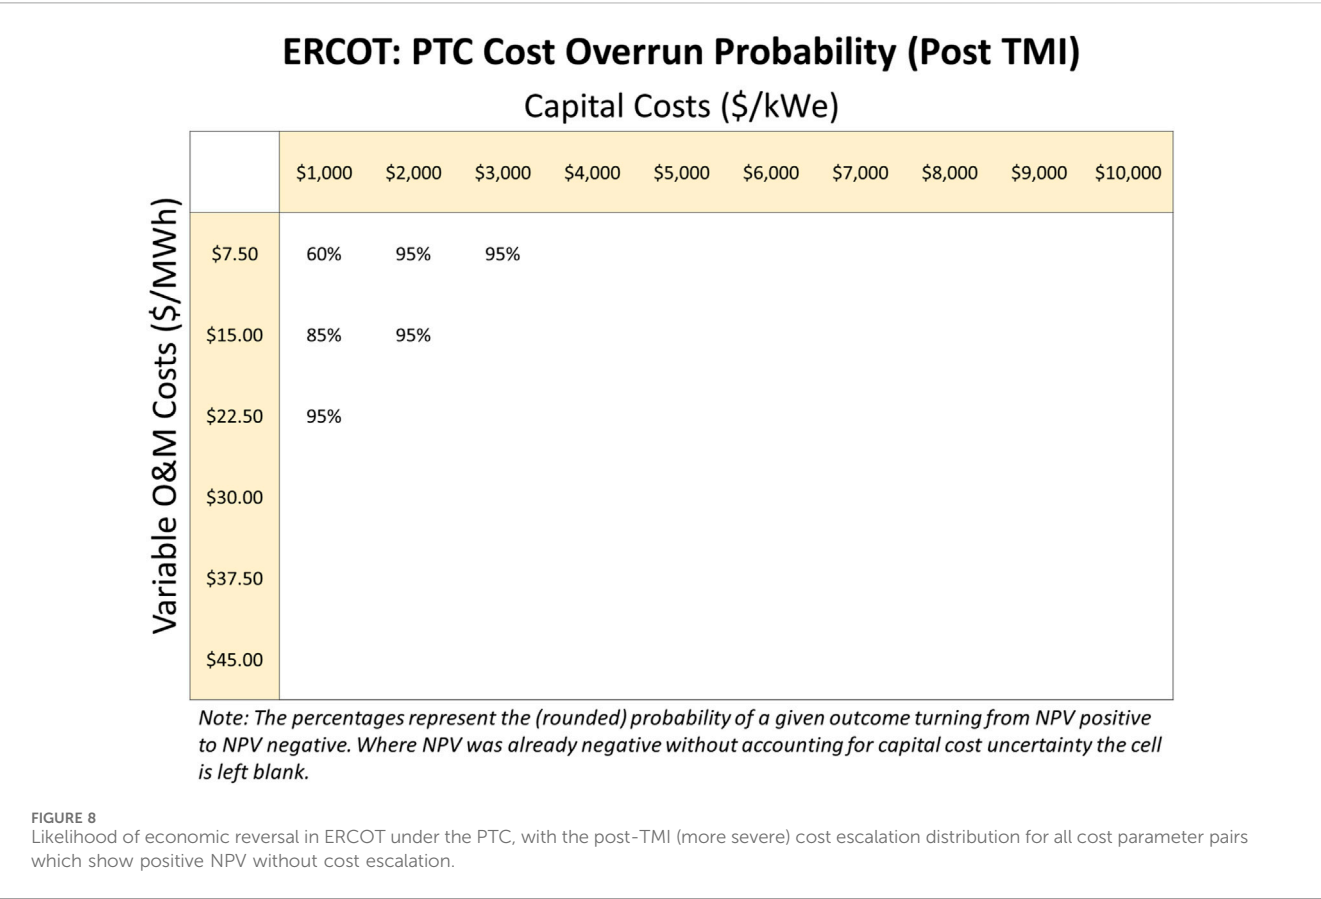 ERCOT: PTC Cost Overrun Probability (Post TMI)
Capital Costs ($/kWe)
Variable O&M Costs ($/MWh)
$1,000 $2,000 $3,000 $4,000 $5,000 $6,000 $7,000 $8,000 $9,000 $10,000
$7.50 60% 95% 95%
$15.00 85% 95%
$22.50 95%
$30.00
$37.50
$45.00
Note: The percentages represent the (rounded) probability of a given outcome turning from NPV positive
to NPV negative. Where NPV was already negative without accounting for capital cost uncertainty the cell
is left blank.
FIGURE 8
Likelihood of economic reversal in ERCOT under the PTC, with the post-TMI (more severe) cost escalation distribution for all cost parameter pairs
which show positive NPV without cost escalation.